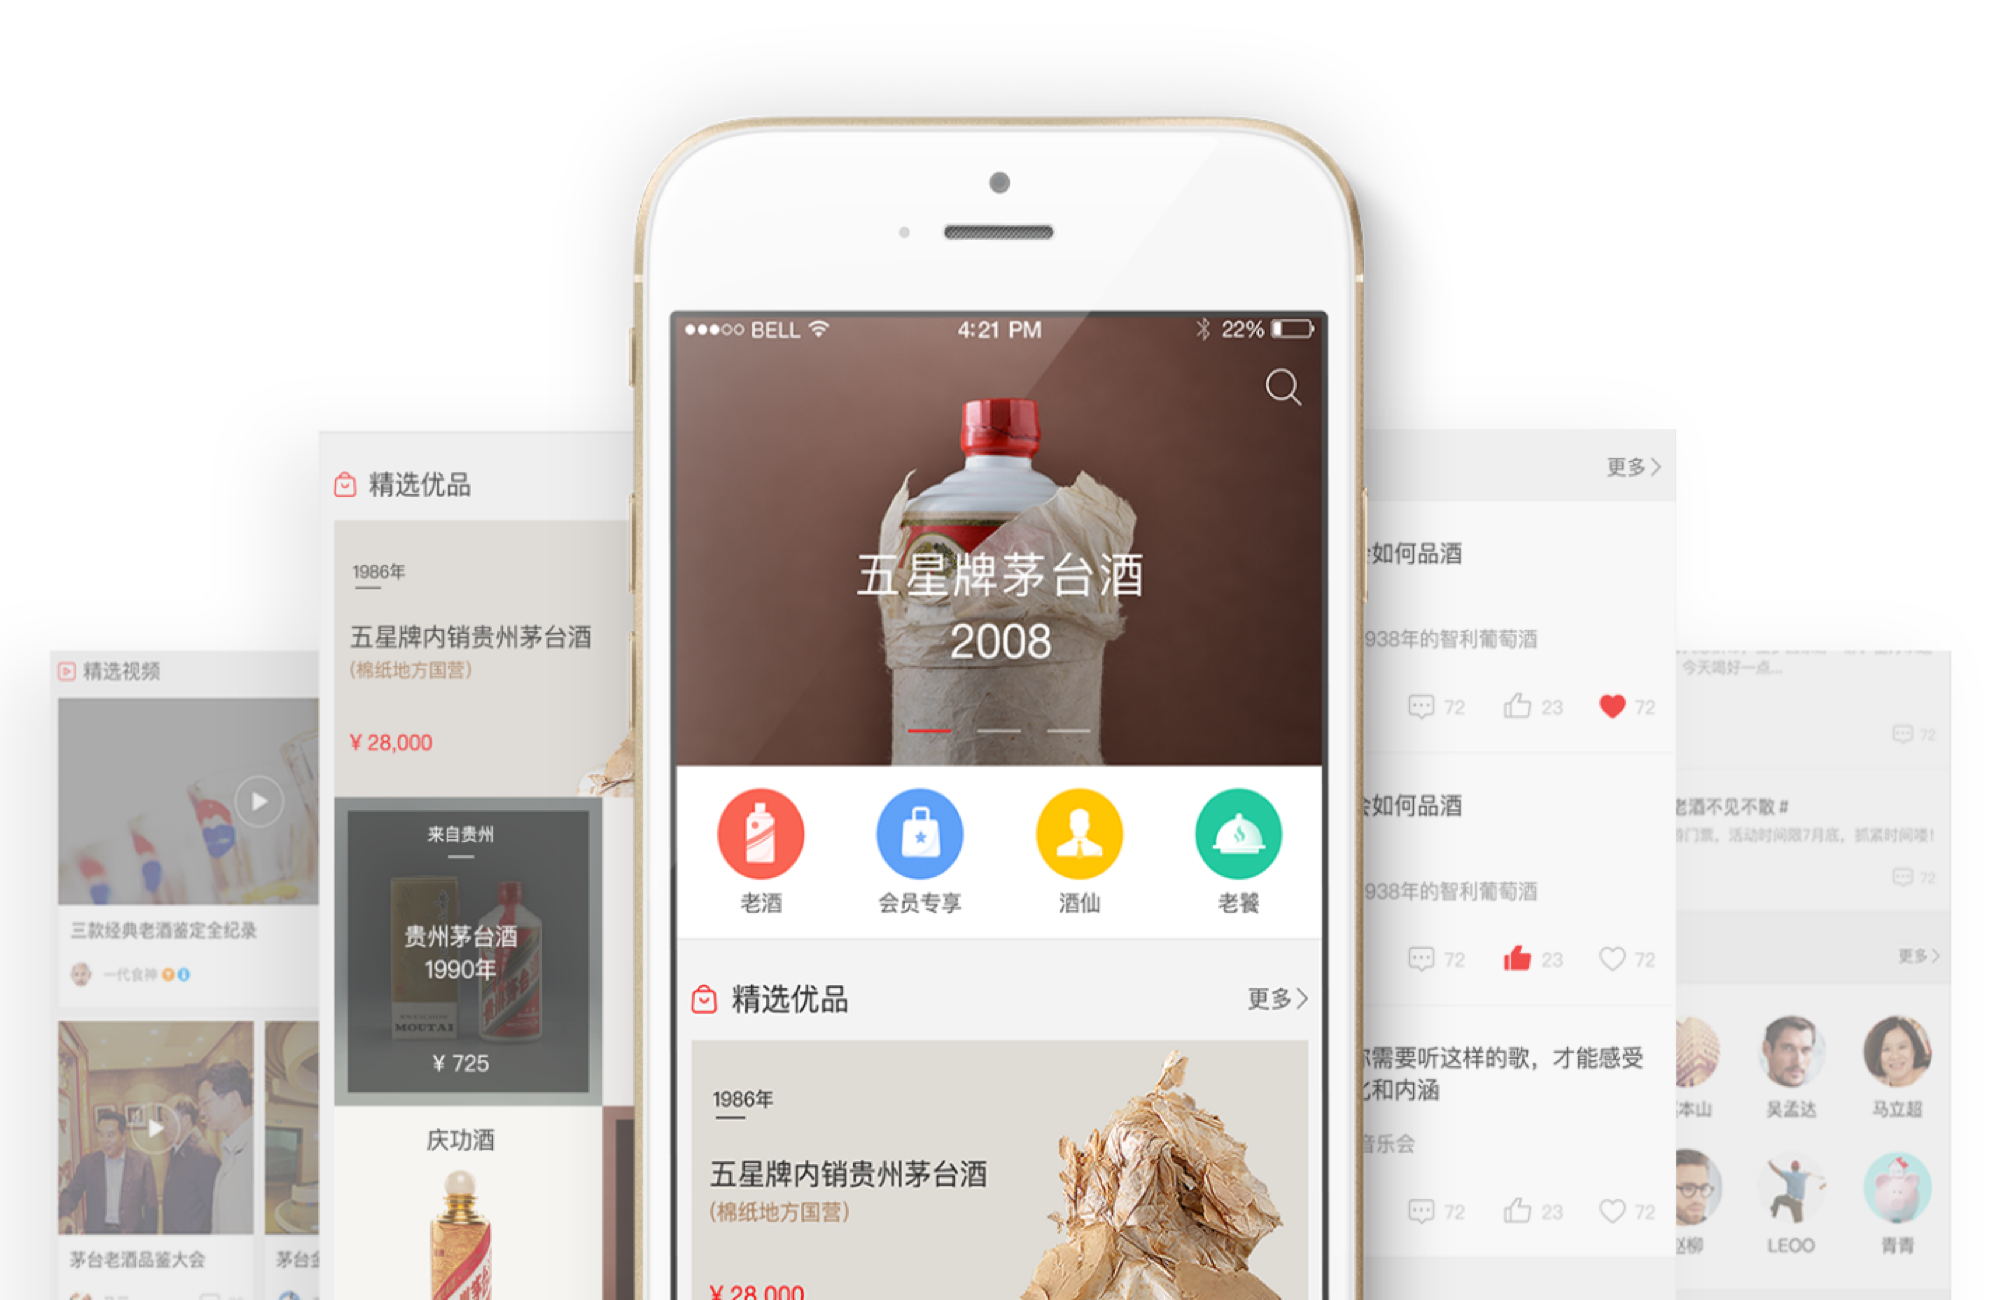 BELL
4:21 PM
22%
五星牌茅台酒
2008
老酒
会员专享
酒仙
老饕
精选优品
更多
1986年
五星牌内销贵州茅台酒
(棉纸地方国营)
¥ 28,000
精选优品
1986年
五星牌内销贵州茅台酒
(棉纸地方国营)
¥ 28,000
来自贵州
贵州茅台酒
1990年
MOUTAI
¥ 725
庆功酒
精选视频
三款经典老酒鉴定全纪录
一代食神
茅台老酒品鉴大会
茅台
更多
如何品酒
938年的智利葡萄酒
72
23
72
如何品酒
938年的智利葡萄酒
72
23
72
需要听这样的歌，才能感受
和内涵
音乐会
72
23
72
今天喝好一点...
72
老酒不见不散 #
门票，活动时间限7月底，抓紧时间喽！
72
更多
本山
吴孟达
马立超
赵柳
LEOO
青青